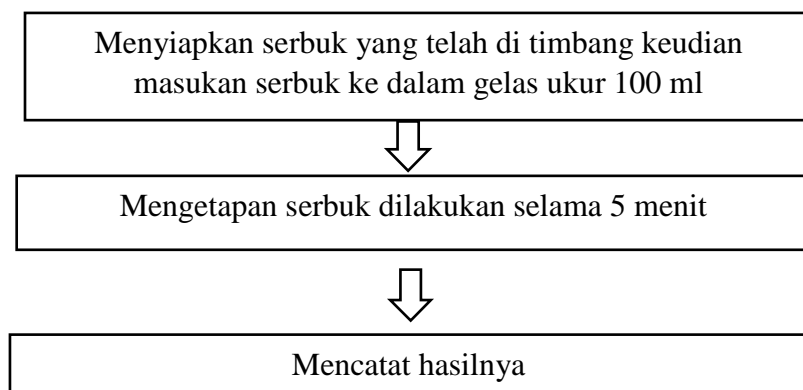 Menyiapkan serbuk yang telah di timbang keudian
masukan serbuk ke dalam gelas ukur 100 ml
Mengetapan serbuk dilakukan selama 5 menit
Mencatat hasilnya